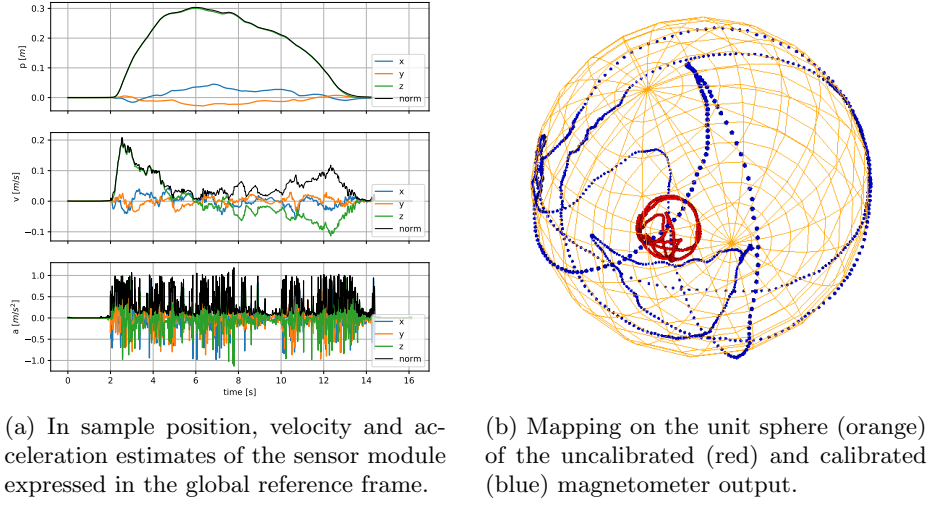 0.3
0.2
0.1
0.0
p [m]
x
y
z
norm
0.2
0.1
0.0
−0.1
v [m/s]
x
y
z
norm
1.0
0.5
0.0
−0.5
−1.0
a [m/s²]
x
y
z
norm
0 2 4 6 8 10 12 14 16
time [s]
(a) In sample position, velocity and ac-
celeration estimates of the sensor module
expressed in the global reference frame.
(b) Mapping on the unit sphere (orange)
of the uncalibrated (red) and calibrated
(blue) magnetometer output.